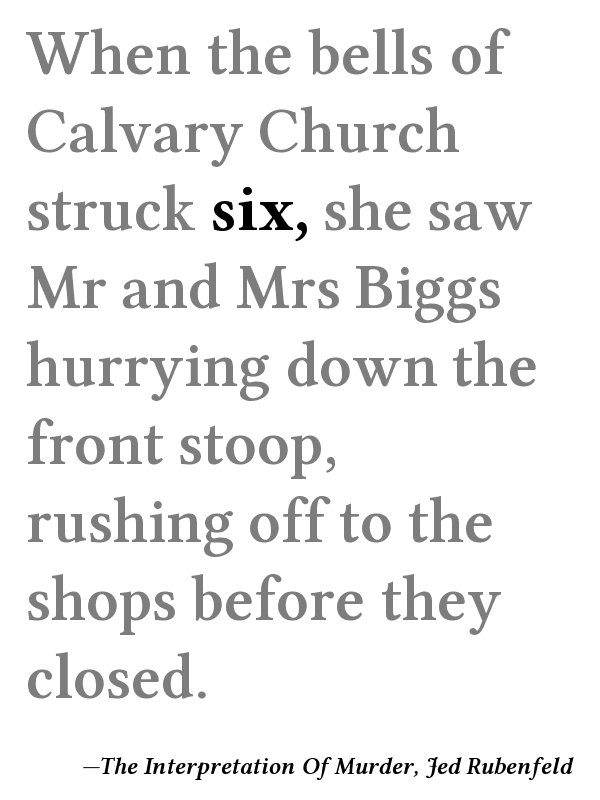 When the bells of
Calvary Church
struck six, she saw
Mr and Mrs Biggs
hurrying down the
front stoop,
rushing off to the
shops before they
closed.
—The Interpretation Of Murder, Jed Rubenfeld